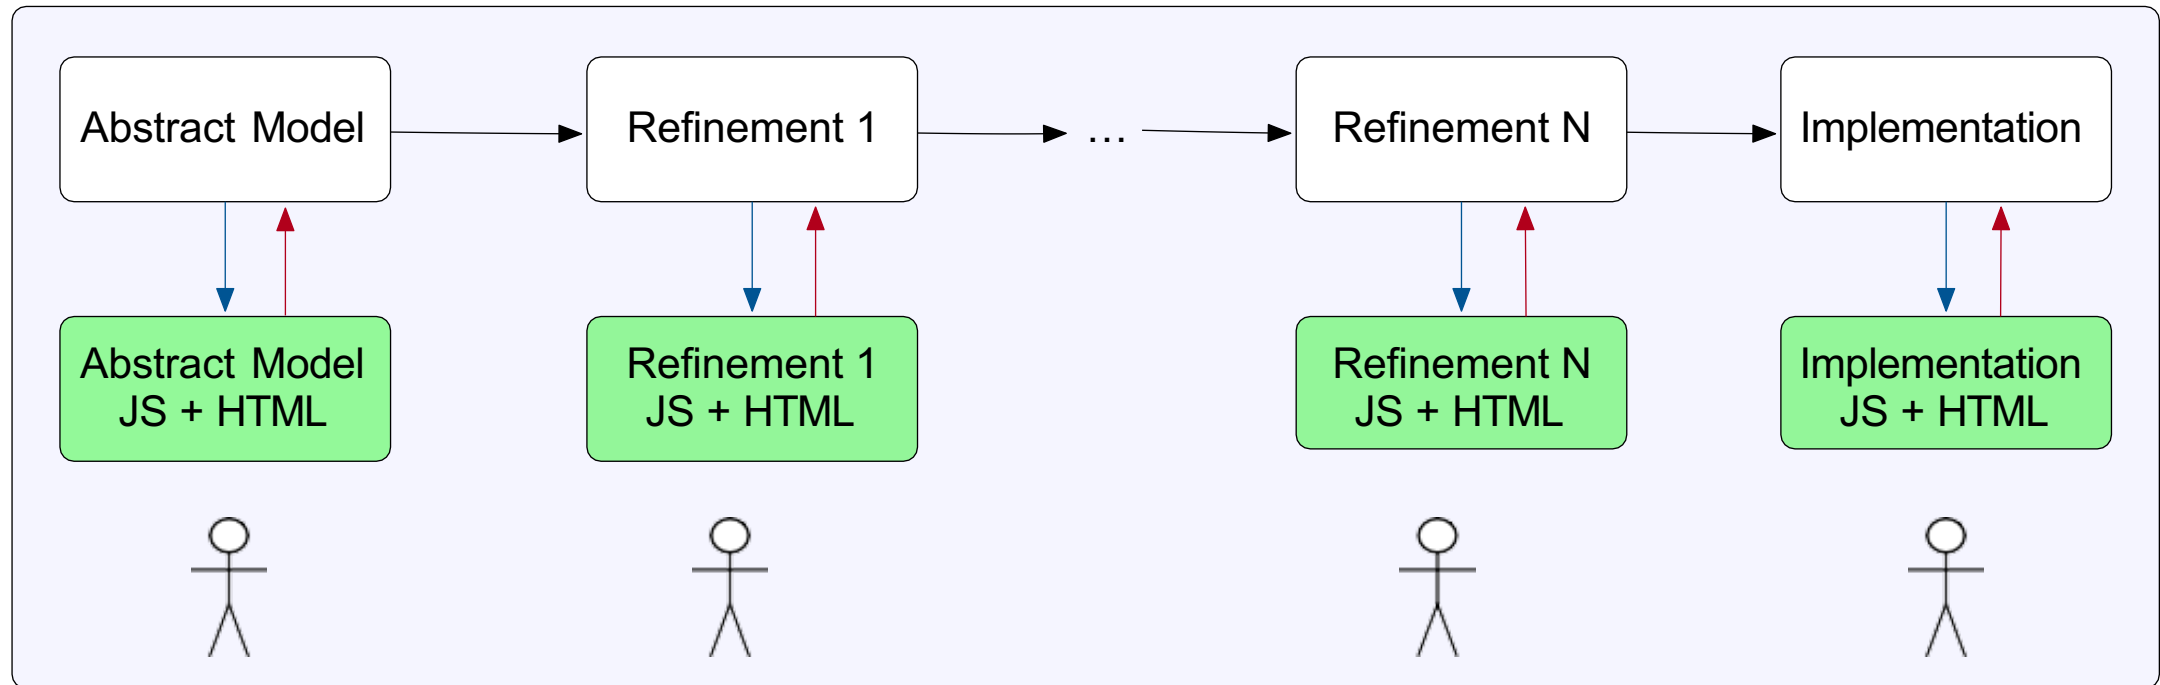 Abstract Model
Refinement 1
...
Refinement N
Implementation
Abstract Model
JS + HTML
Refinement 1
JS + HTML
Refinement N
JS + HTML
Implementation
JS + HTML